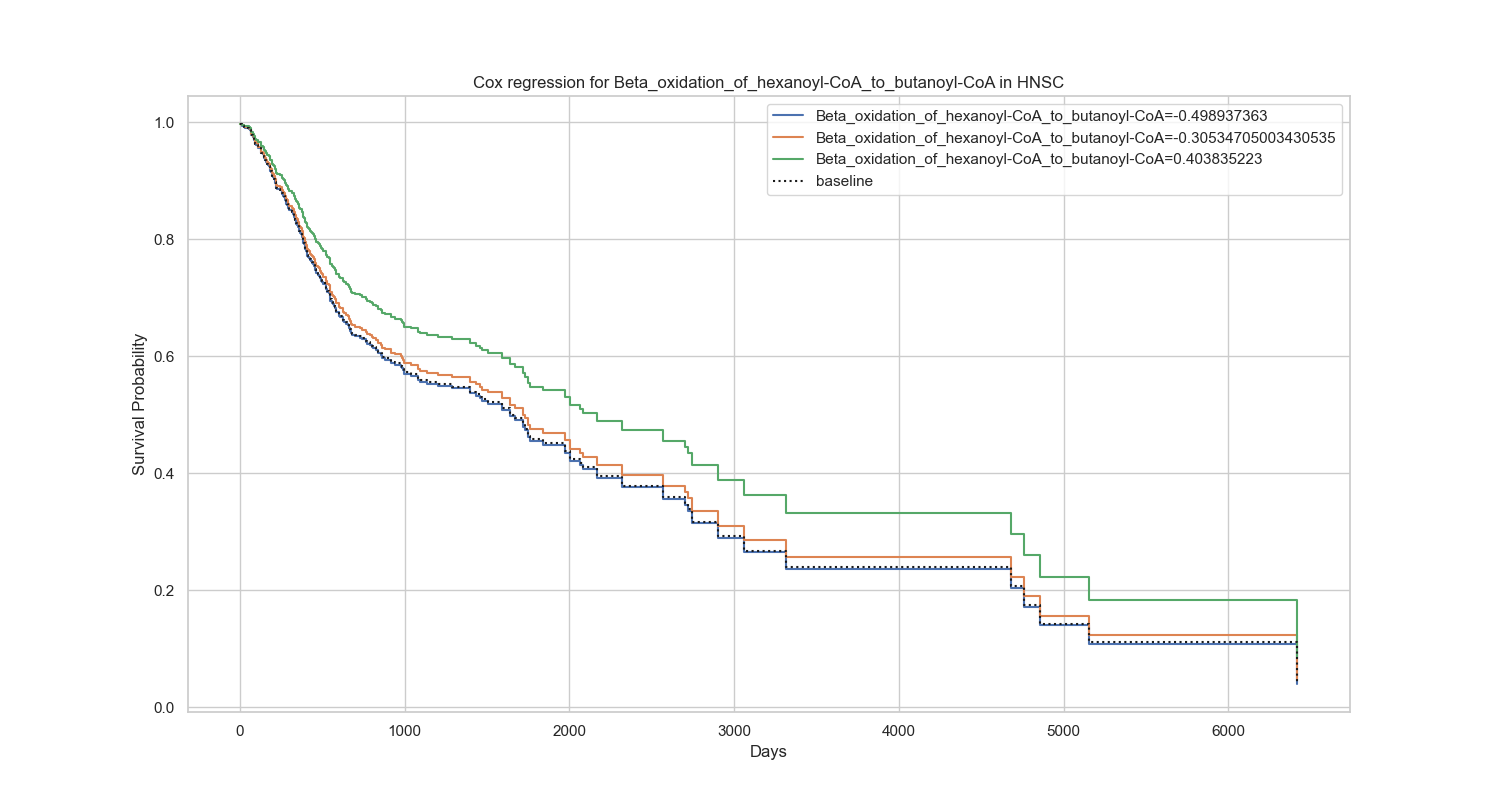 Cox regression for Beta_oxidation_of_hexanoyl-CoA_to_butanoyl-CoA in HNSC
Beta_oxidation_of_hexanoyl-CoA_to_butanoyl-CoA=-0.498937363
Beta_oxidation_of_hexanoyl-CoA_to_butanoyl-CoA=-0.30534705003430535
Beta_oxidation_of_hexanoyl-CoA_to_butanoyl-CoA=0.403835223
baseline
Survival Probability
1.0
0.8
0.6
0.4
0.2
0.0
0 1000 2000 3000 4000 5000 6000
Days